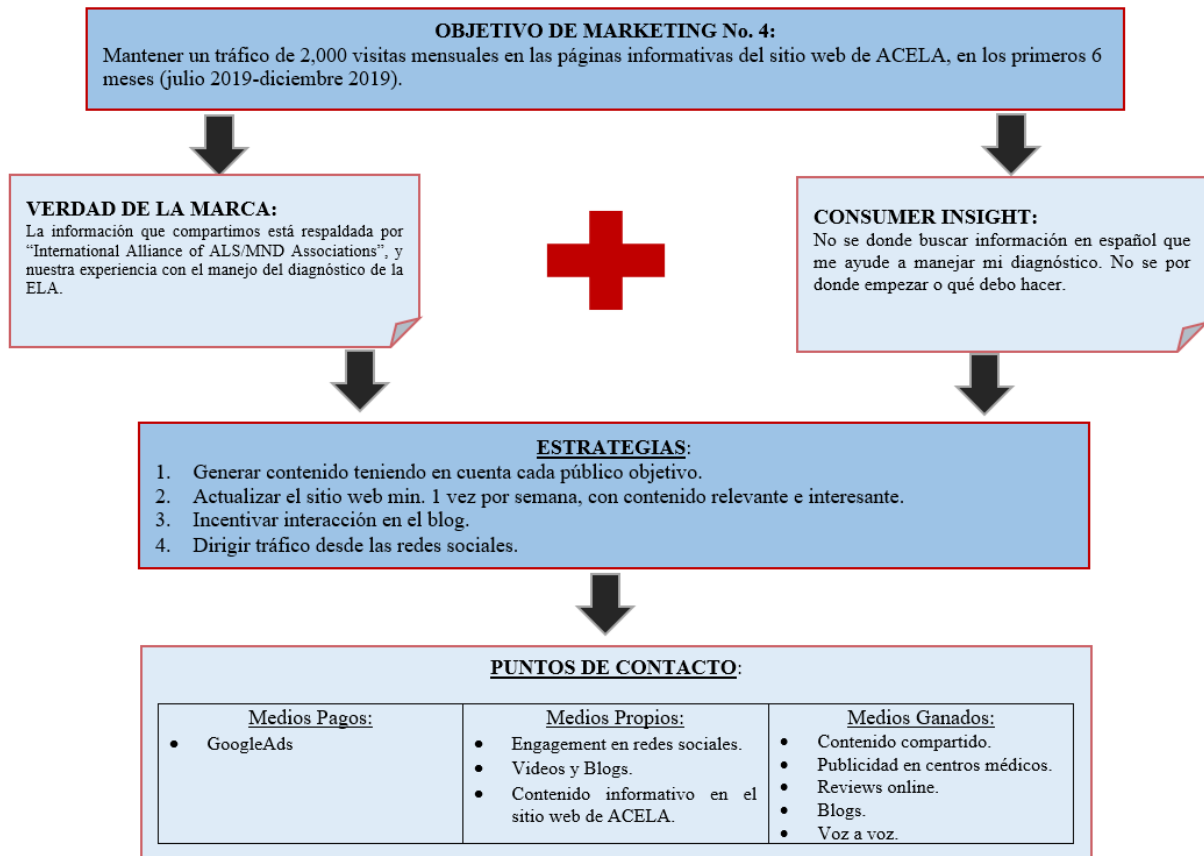 OBJETIVO DE MARKETING No. 4:
Mantener un tráfico de 2,000 visitas mensuales en las páginas informativas del sitio web de ACELA, en los primeros 6
meses (julio 2019-diciembre 2019).
VERDAD DE LA MARCA:
La información que compartimos está respaldada por
“International Alliance of ALS/MND Associations”, y
nuestra experiencia con el manejo del diagnóstico de la
ELA.
CONSUMER INSIGHT:
No se donde buscar información en español que
me ayude a manejar mi diagnóstico. No se por
donde empezar o qué debo hacer.
ESTRATEGIAS:
1. Generar contenido teniendo en cuenta cada público objetivo.
2. Actualizar el sitio web min. 1 vez por semana, con contenido relevante e interesante.
3. Incentivar interacción en el blog.
4. Dirigir tráfico desde las redes sociales.
PUNTOS DE CONTACTO:
Medios Pagos:
• GoogleAds
Medios Propios:
• Engagement en redes sociales.
• Videos y Blogs.
• Contenido informativo en el
sitio web de ACELA.
Medios Ganados:
• Contenido compartido.
• Publicidad en centros médicos.
• Reviews online.
• Blogs.
• Voz a voz.